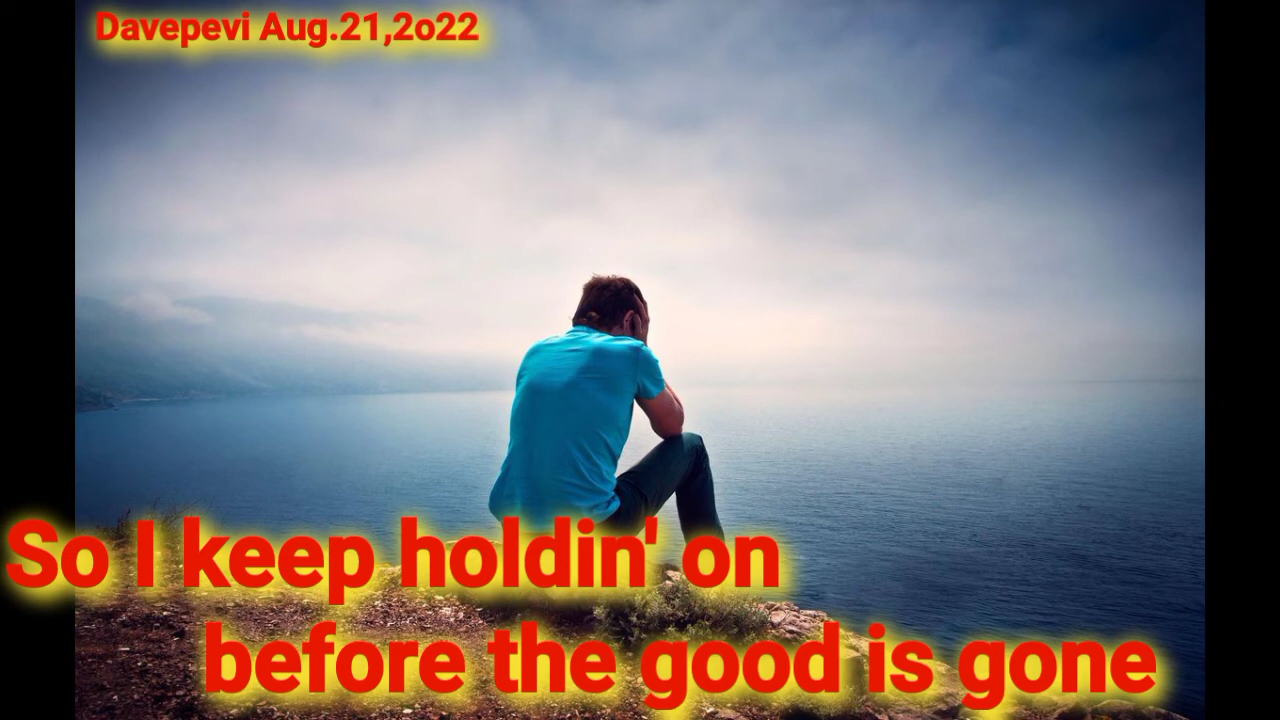 Davepevi Aug.21,2o22
So I keep holdin' on
before the good is gone